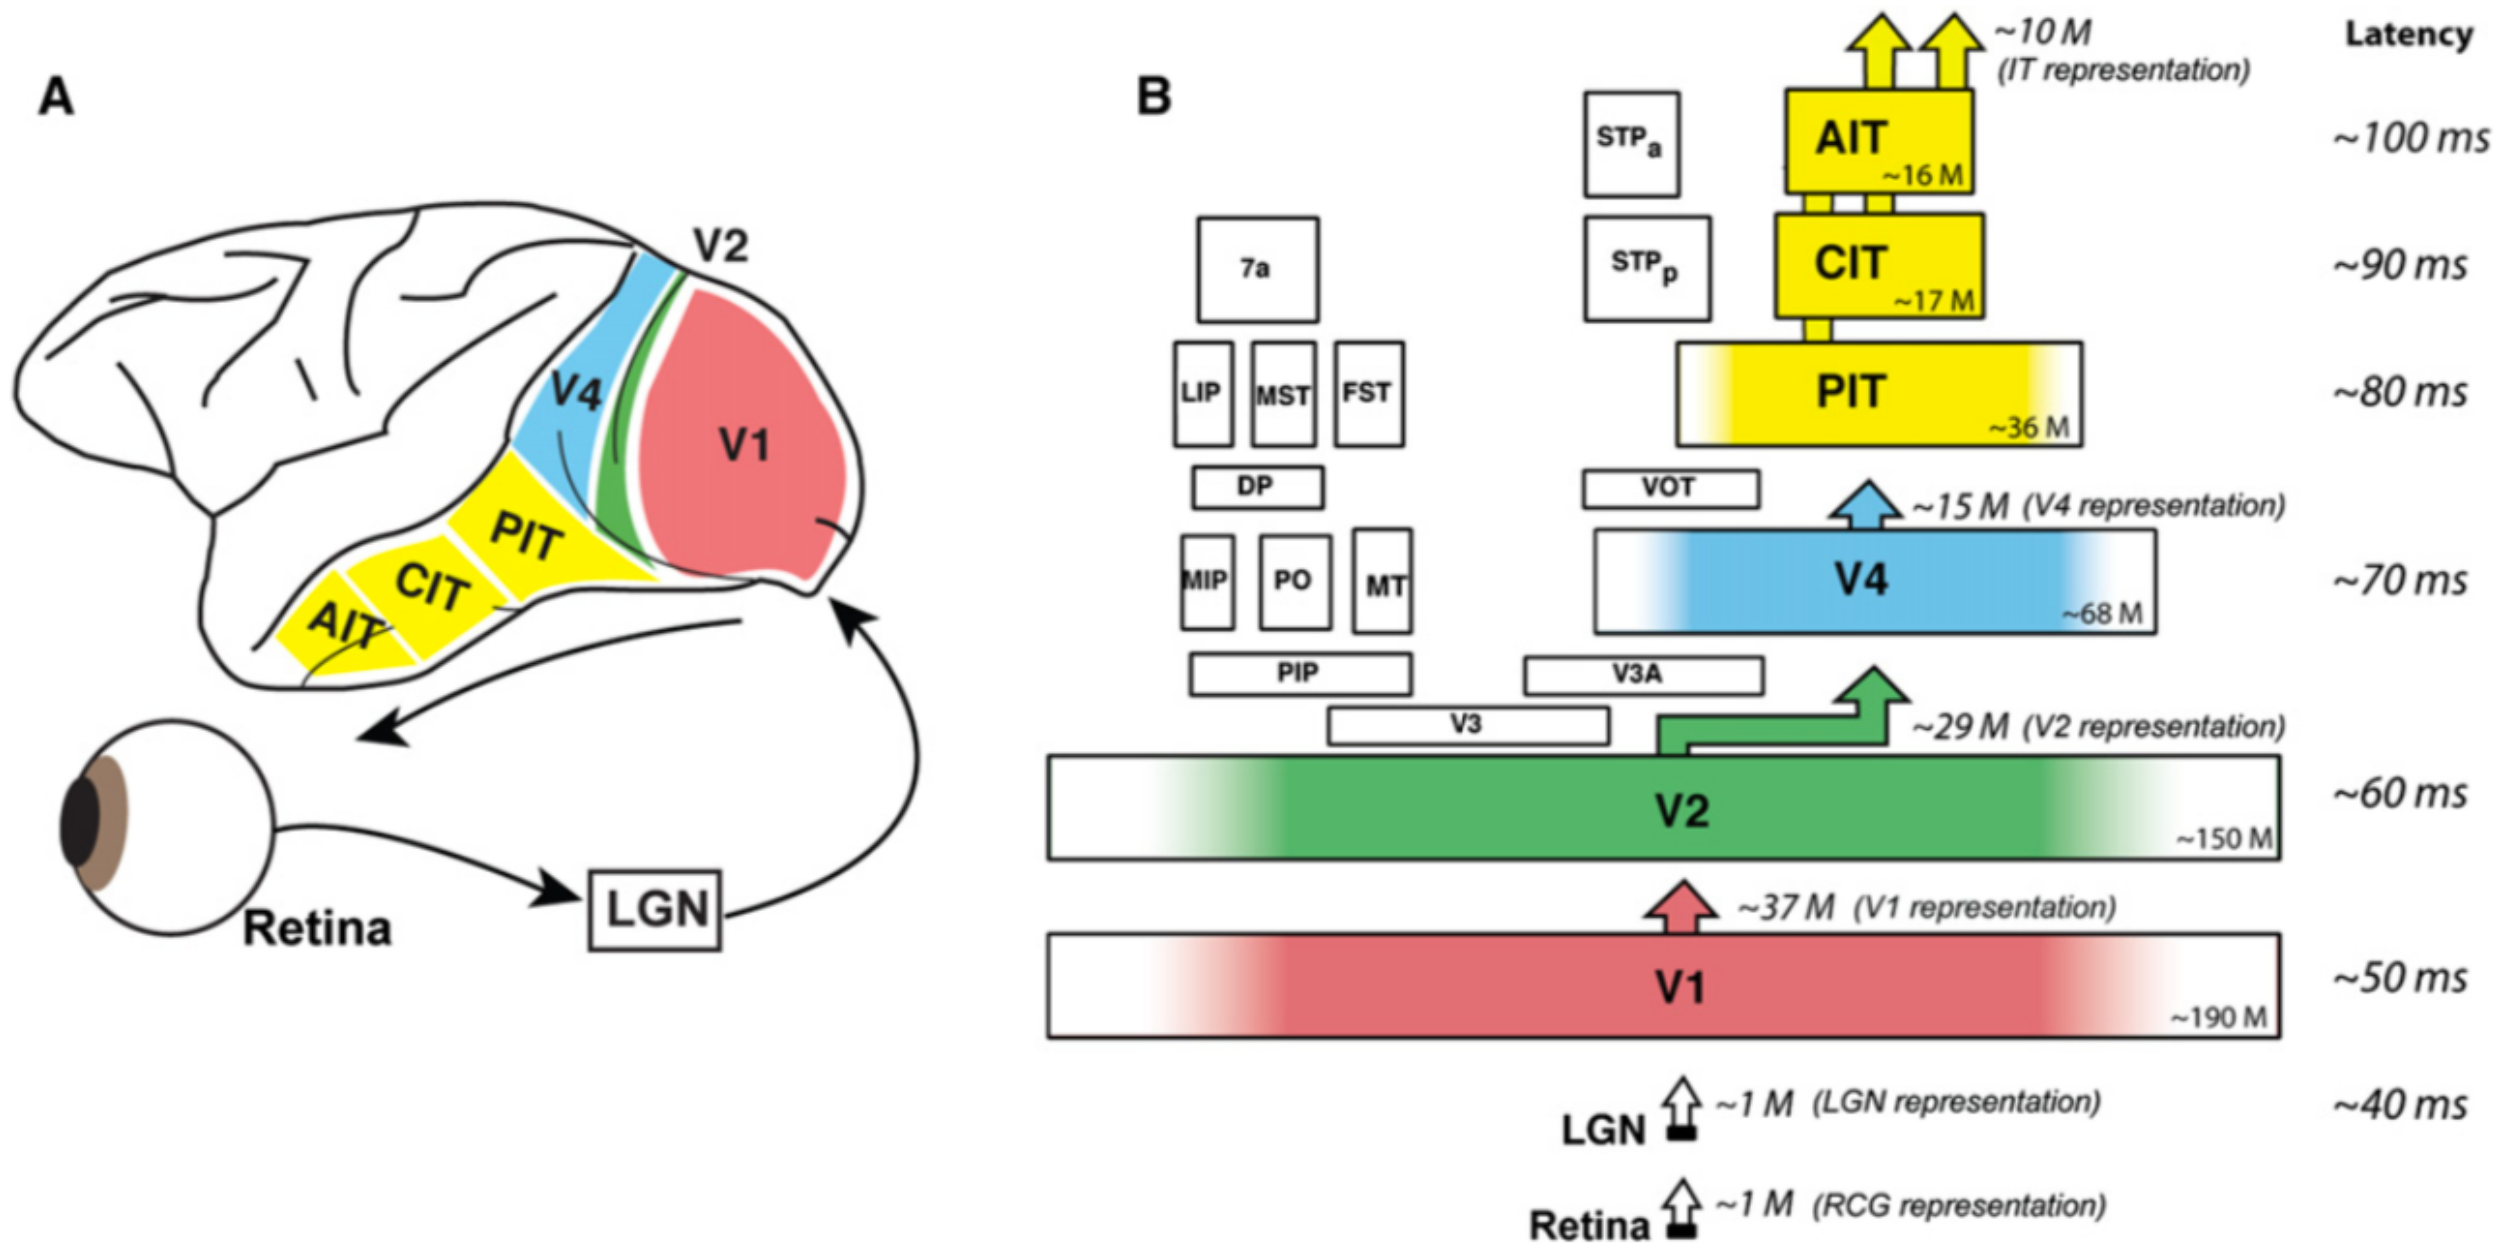 A
V2
V4
V1
PIT
CIT
AIT
Retina
LGN
B
Latency
~10 M
(IT representation)
STPa
AIT
~16 M
~100 ms
7a
STPp
CIT
~17 M
~90 ms
LIP
MST
FST
PIT
~36 M
~80 ms
DP
VOT
~15 M (V4 representation)
MIP
PO
MT
V4
~68 M
~70 ms
PIP
V3A
V3
~29 M (V2 representation)
V2
~150 M
~60 ms
~37 M (V1 representation)
V1
~190 M
~50 ms
LGN
~1 M (LGN representation)
~40 ms
Retina
~1 M (RCG representation)